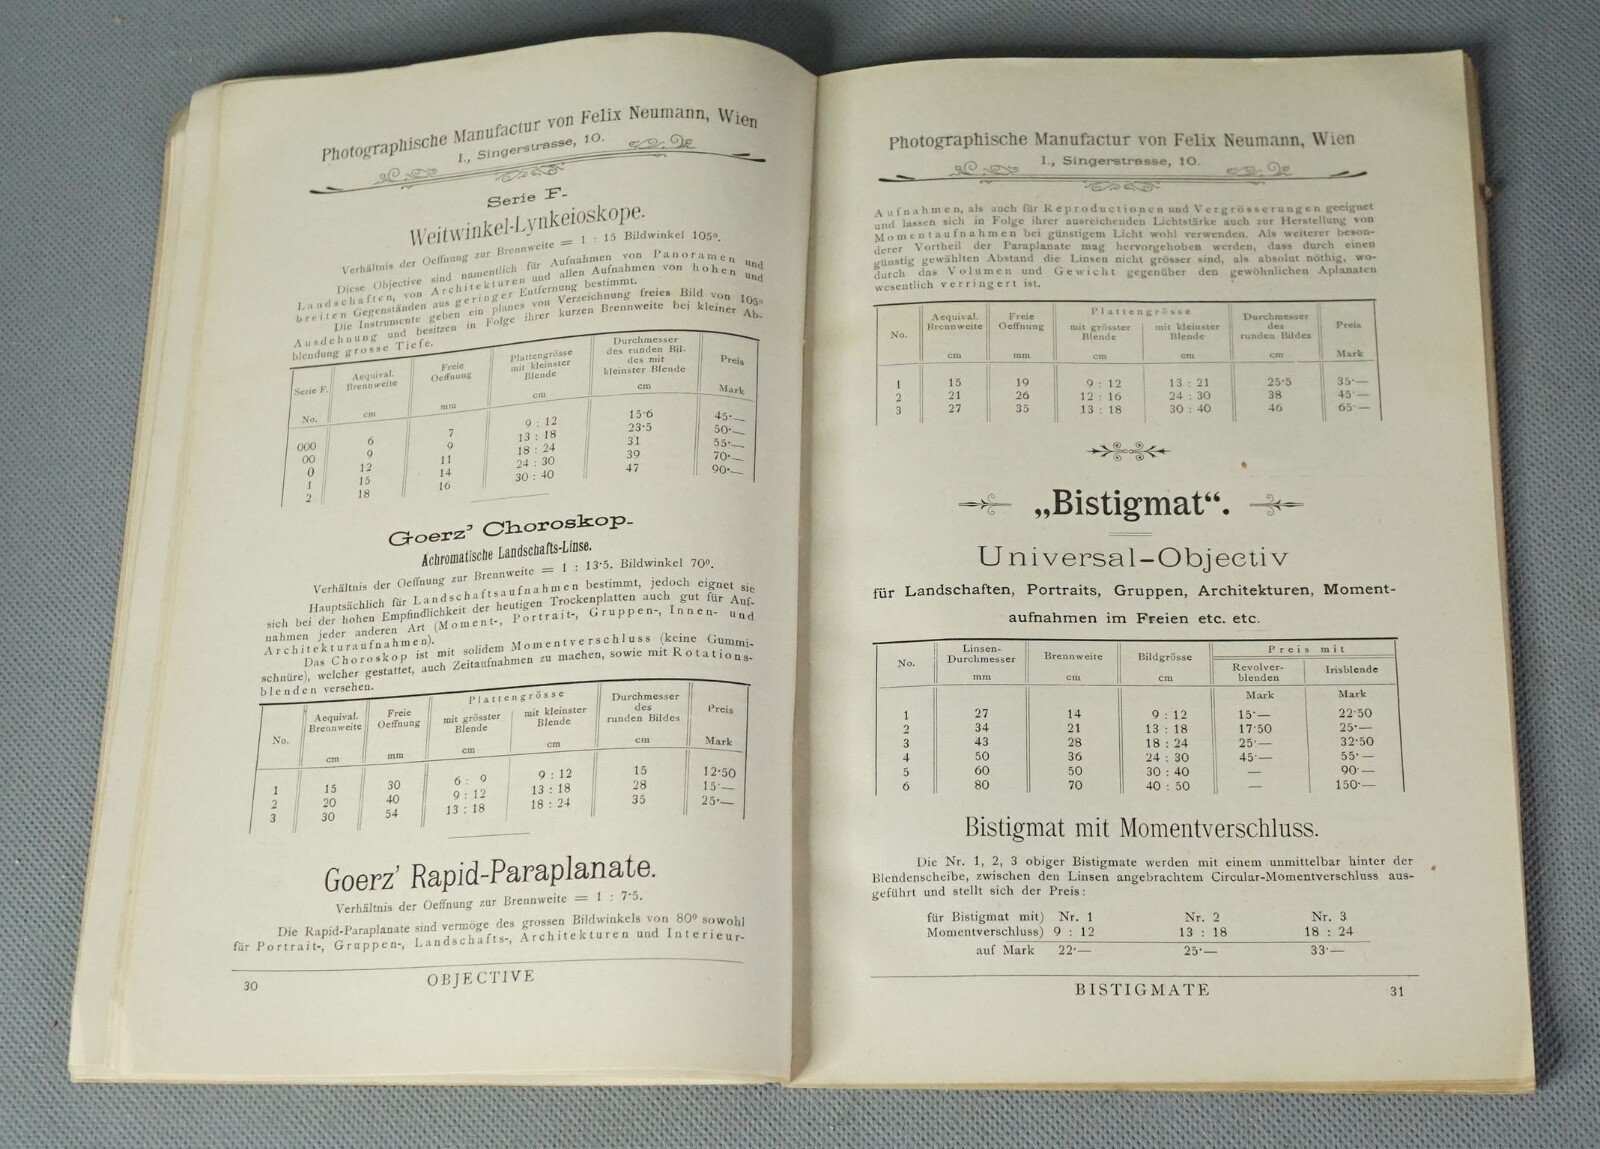 Photographische Manufactur von Felix Neumann, Wien
I., Singerstrasse, 10.
Serie F.
Weitwinkel-Lynkeioskope.
Verhältnis der Oeffnung zur Brennweite = 1 : 15 Bildwinkel 105°.
Diese Objective sind namentlich für Aufnahmen von Panoramen und
Landschaften, von Architekturen und allen Aufnahmen von hohen und
breiten Gegenständen aus geringer Entfernung bestimmt.
Die Instrumente geben ein planes von Verzeichnung freies Bild von 105°
Ausdehnung und besitzen in Folge ihrer kurzen Brennweite bei kleiner Ab-
blendung grosse Tiefe.
Serie F. | Aequival. Brennweite | Freie Oeffnung | Plattengrösse mit kleinster Blende | Durchmesser des runden Bil- des mit kleinster Blende | Preis
No. | cm | mm | cm | cm | Mark
000 | 6 | 7 | 9 : 12 | 15·6 | 45·—
00 | 9 | 9 | 13 : 18 | 23·5 | 50·—
0 | 12 | 11 | 18 : 24 | 31 | 55·—
1 | 15 | 14 | 24 : 30 | 39 | 70·—
2 | 18 | 16 | 30 : 40 | 47 | 90·—
Goerz' Choroskop.
Achromatische Landschafts-Linse.
Verhältnis der Oeffnung zur Brennweite = 1 : 13·5. Bildwinkel 70°.
Hauptsächlich für Landschaftsaufnahmen bestimmt, jedoch eignet sie
sich bei der hohen Empfindlichkeit der heutigen Trockenplatten auch gut für Auf-
nahmen jeder anderen Art (Moment-, Portrait-, Gruppen-, Innen- und
Architekturaufnahmen).
Das Choroskop ist mit solidem Momentverschluss (keine Gummi-
schnüre), welcher gestattet, auch Zeitaufnahmen zu machen, sowie mit Rotations-
blenden versehen.
No. | Aequival. Brennweite | Freie Oeffnung | Plattengrösse mit grösster Blende | mit kleinster Blende | Durchmesser des runden Bildes | Preis
cm | mm | cm | cm | cm | Mark
1 | 15 | 30 | 6 : 9 | 9 : 12 | 15 | 12·50
2 | 20 | 40 | 9 : 12 | 13 : 18 | 28 | 15·—
3 | 30 | 54 | 13 : 18 | 18 : 24 | 35 | 25·—
Goerz' Rapid-Paraplanate.
Verhältnis der Oeffnung zur Brennweite = 1 : 7·5.
Die Rapid-Paraplanate sind vermöge des grossen Bildwinkels von 80° sowohl
für Portrait-, Gruppen-, Landschafts-, Architekturen und Interieur-
30 OBJECTIVE
Photographische Manufactur von Felix Neumann, Wien
I., Singerstrasse, 10.
Aufnahmen, als auch für Reproductionen und Vergrösserungen geeignet
und lassen sich in Folge ihrer ausreichenden Lichtstärke auch zur Herstellung von
Momentaufnahmen bei günstigem Licht wohl verwenden. Als weiterer beson-
derer Vortheil der Paraplanate mag hervorgehoben werden, dass durch einen
günstig gewählten Abstand die Linsen nicht grösser sind, als absolut nöthig, wo-
durch das Volumen und Gewicht gegenüber den gewöhnlichen Aplanaten
wesentlich verringert ist.
No. | Aequival. Brennweite | Freie Oeffnung | Plattengrösse mit grösster Blende | mit kleinster Blende | Durchmesser des runden Bildes | Preis
cm | mm | cm | cm | cm | Mark
1 | 15 | 19 | 9 : 12 | 13 : 21 | 25·5 | 35·—
2 | 21 | 26 | 12 : 16 | 24 : 30 | 38 | 45·—
3 | 27 | 35 | 13 : 18 | 30 : 40 | 46 | 65·—
„Bistigmat“.
Universal-Objectiv
für Landschaften, Portraits, Gruppen, Architekturen, Moment-
aufnahmen im Freien etc. etc.
No. | Linsen- Durchmesser | Brennweite | Bildgrösse | Preis mit Revolver- blenden | Irisblende
mm | cm | cm | Mark | Mark
1 | 27 | 14 | 9 : 12 | 15·— | 22·50
2 | 34 | 21 | 13 : 18 | 17·50 | 25·—
3 | 43 | 28 | 18 : 24 | 25·— | 32·50
4 | 50 | 36 | 24 : 30 | 45·— | 55·—
5 | 60 | 50 | 30 : 40 | — | 90·—
6 | 80 | 70 | 40 : 50 | — | 150·—
Bistigmat mit Momentverschluss.
Die Nr. 1, 2, 3 obiger Bistigmate werden mit einem unmittelbar hinter der
Blendenscheibe, zwischen den Linsen angebrachtem Circular-Momentverschluss aus-
geführt und stellt sich der Preis:
für Bistigmat mit) Nr. 1 Nr. 2 Nr. 3
Momentverschluss) 9 : 12 13 : 18 18 : 24
auf Mark 22·— 25·— 33·—
BISTIGMATE 31